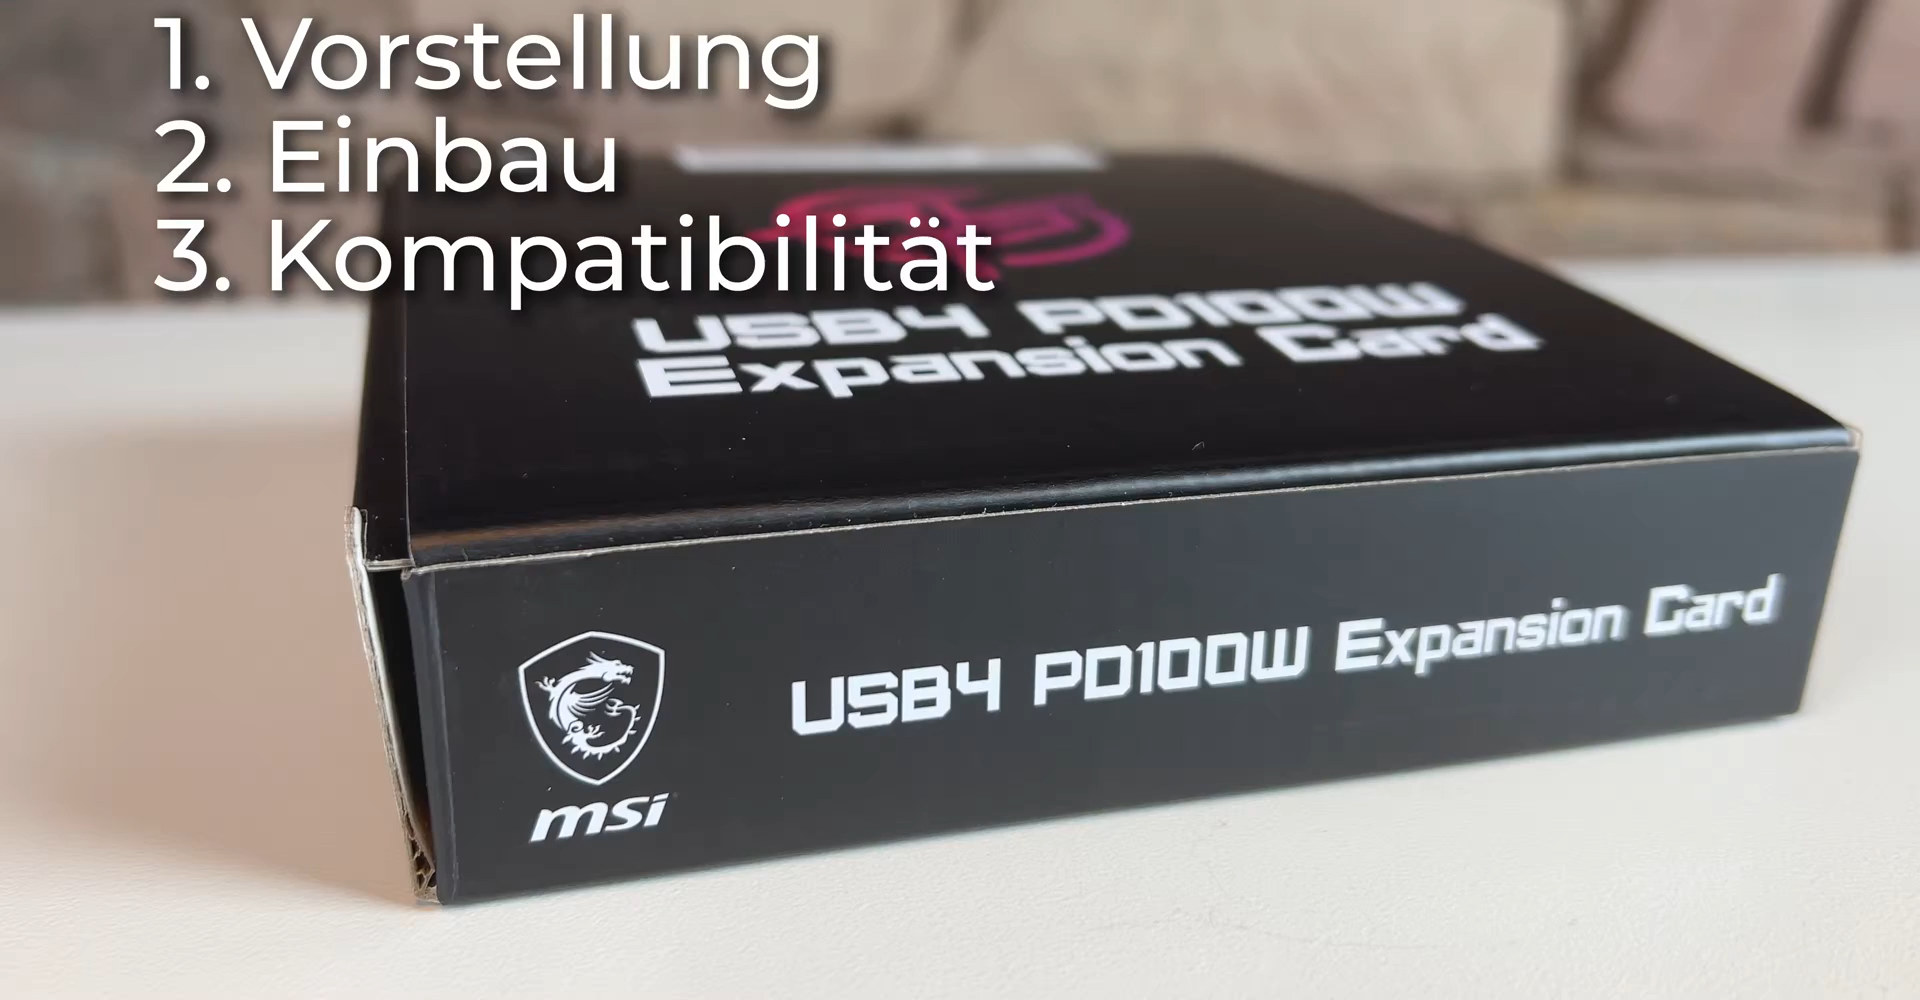 1. Vorstellung
2. Einbau
3. Kompatibilität
USB4 PD100W
Expansion Card
USB4 PD100W Expansion Card
msi